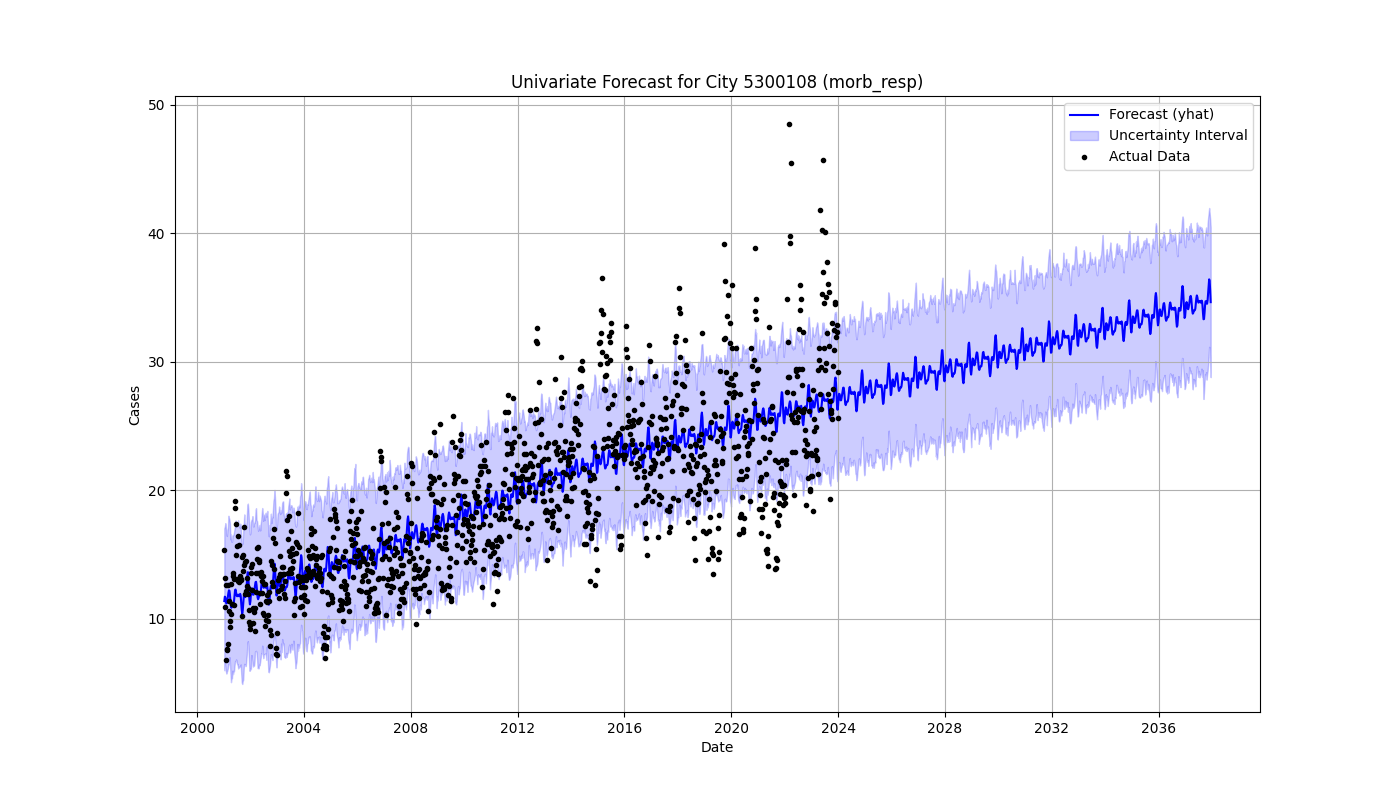 Univariate Forecast for City 5300108 (morb_resp)
Forecast (yhat)
Uncertainty Interval
Actual Data
Cases
50
40
30
20
10
2000 2004 2008 2012 2016 2020 2024 2028 2032 2036
Date